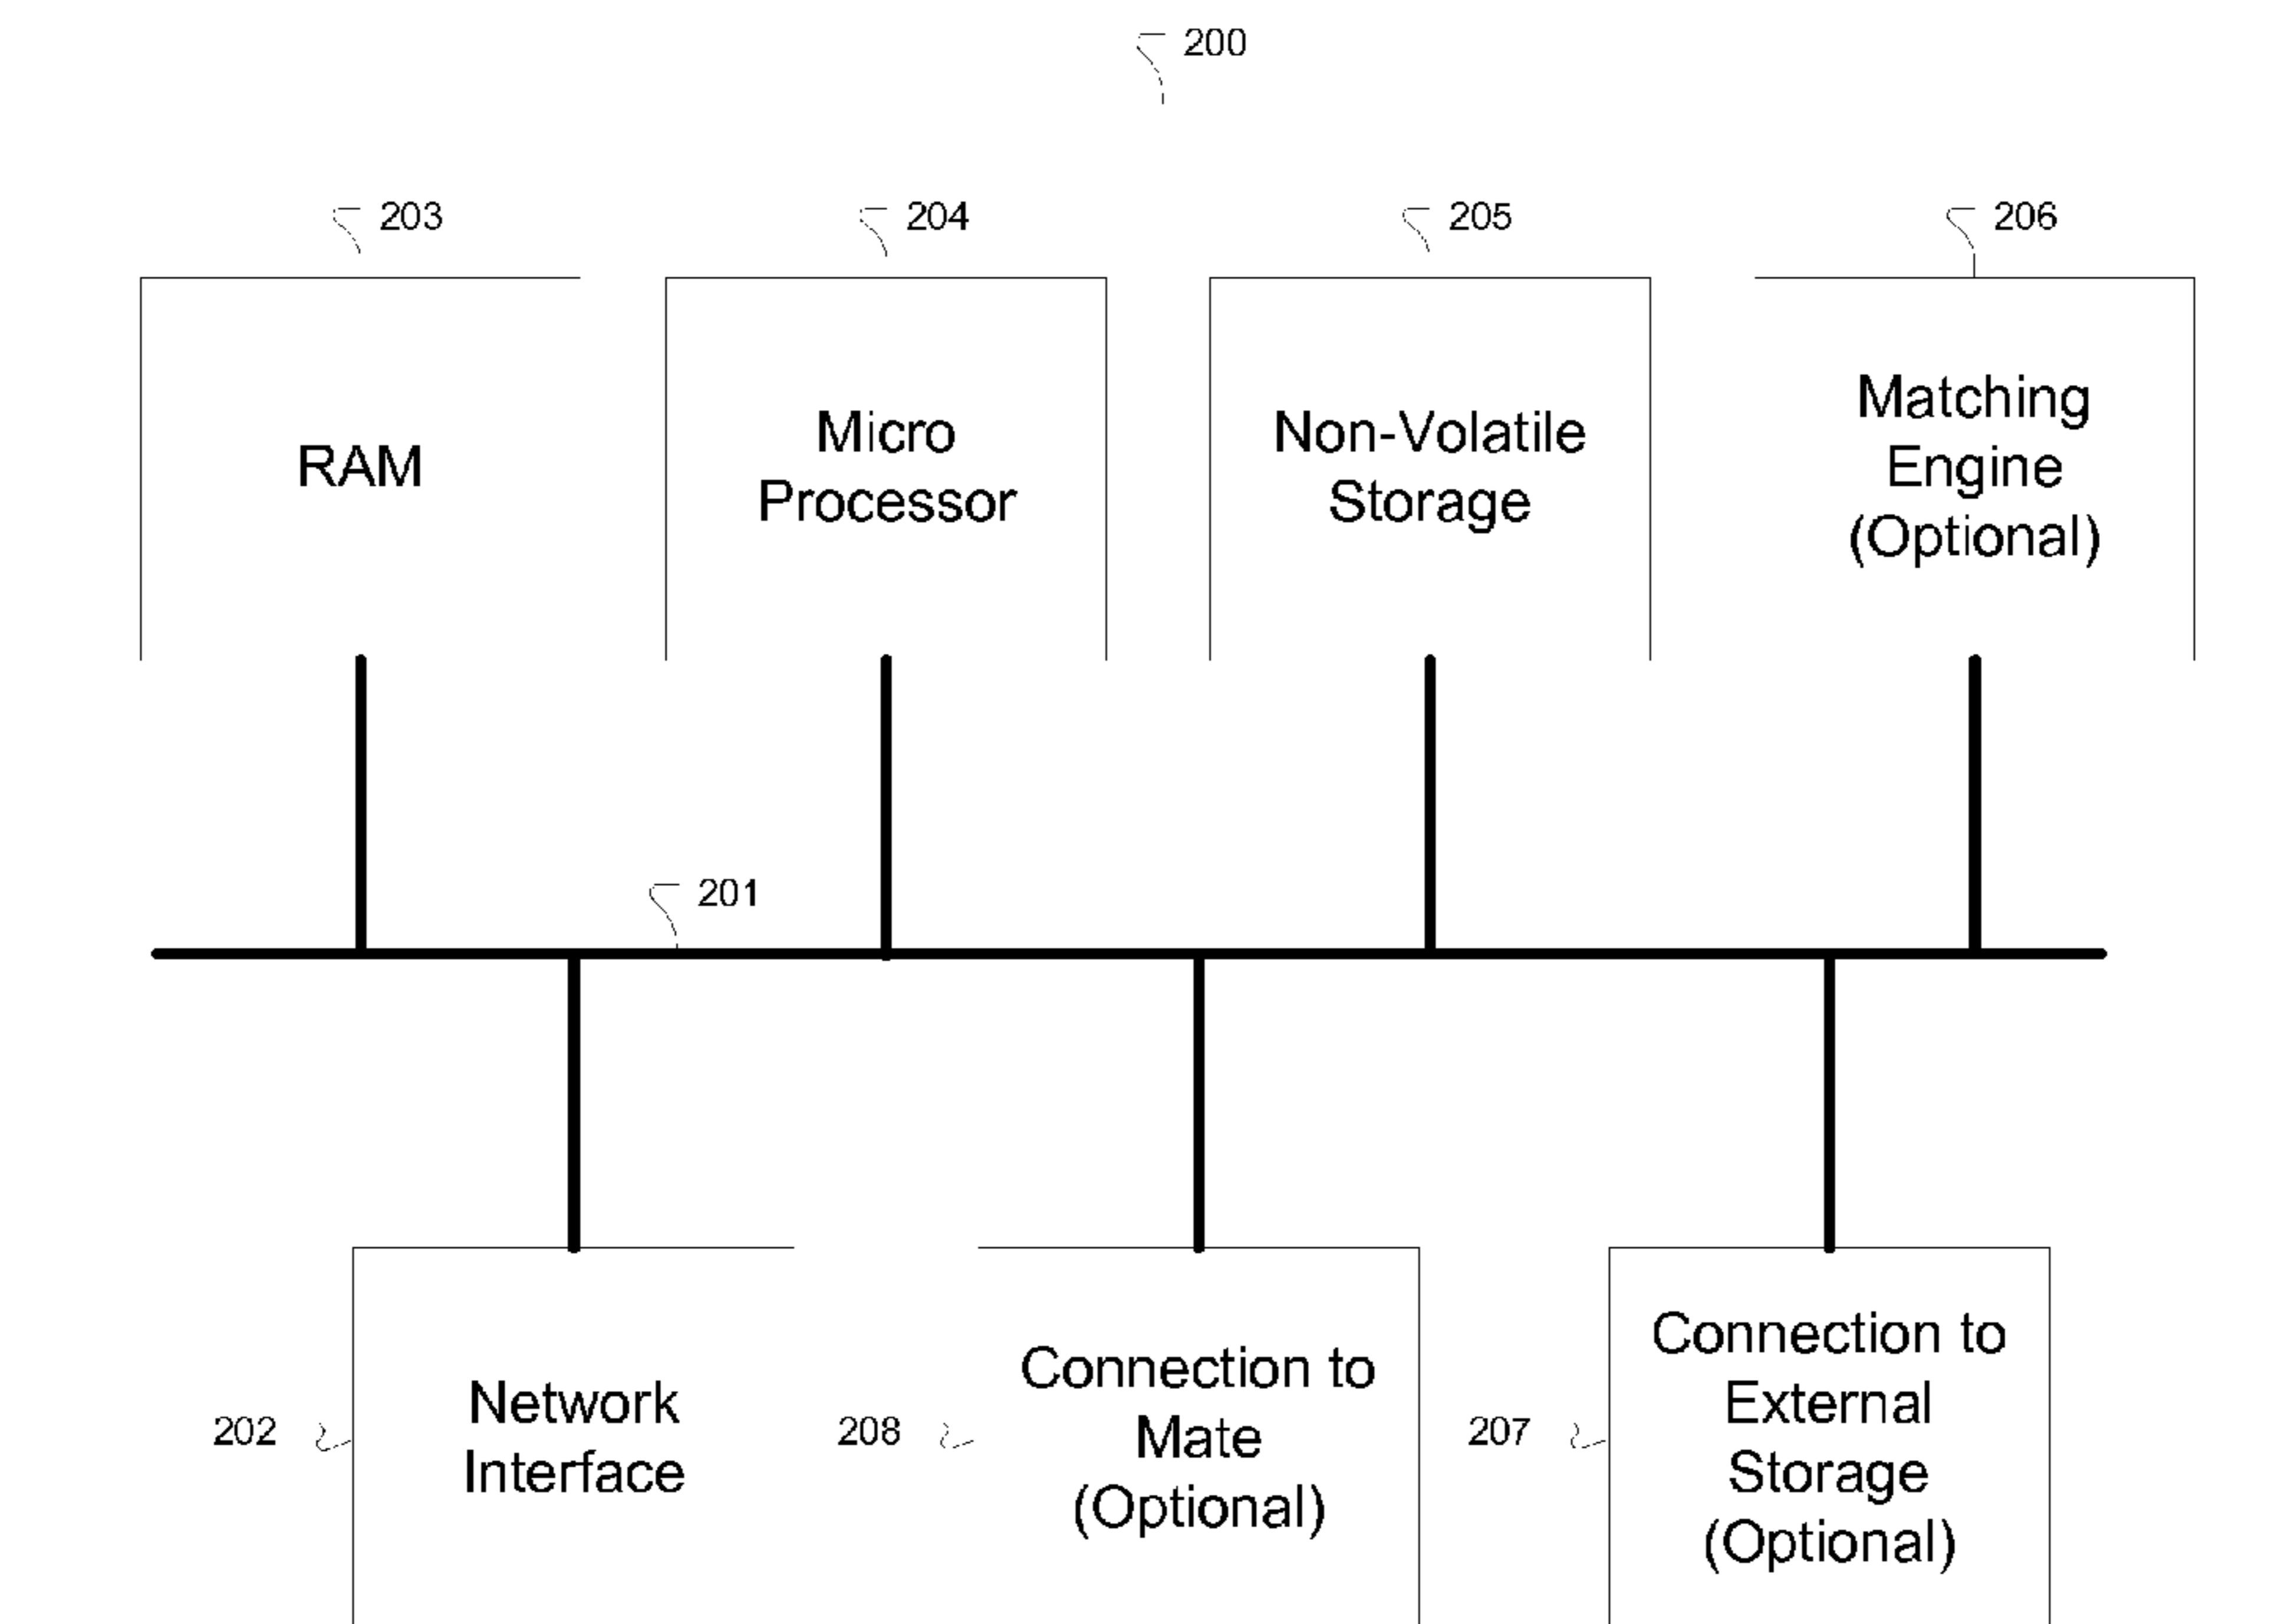 200
203
204
205
206
RAM
Micro
Processor
Non-Volatile
Storage
Matching
Engine
(Optional)
201
202
Network
Interface
208
Connection to
Mate
(Optional)
207
Connection to
External
Storage
(Optional)